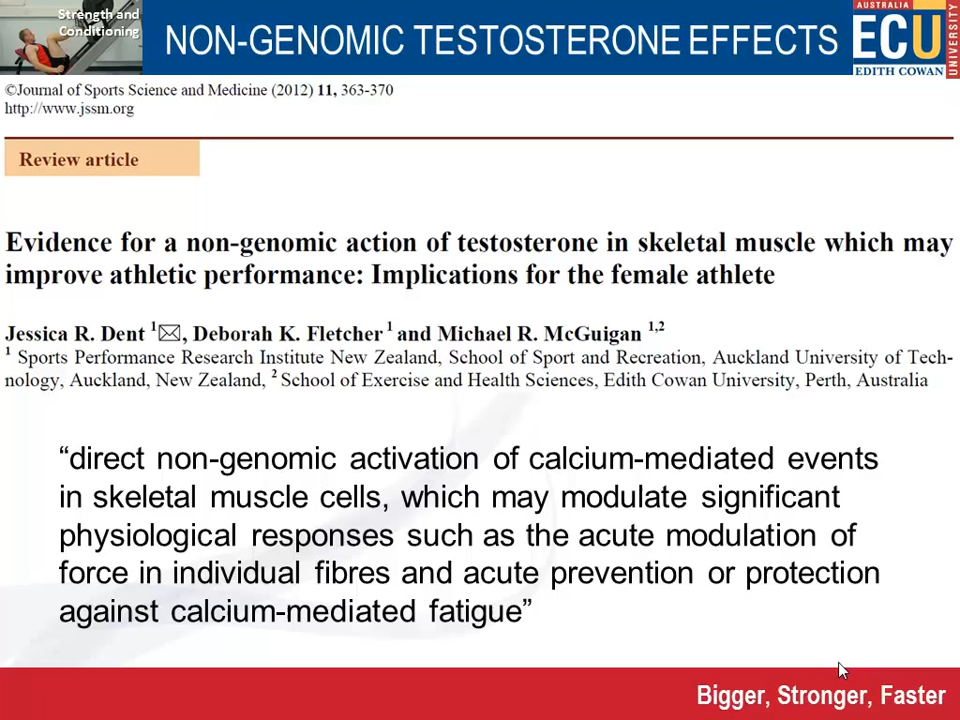 Strength and
Conditioning
NON-GENOMIC TESTOSTERONE EFFECTS
AUSTRALIA
ECU
EDITH COWAN
UNIVERSITY
©Journal of Sports Science and Medicine (2012) 11, 363-370
http://www.jssm.org
Review article
Evidence for a non-genomic action of testosterone in skeletal muscle which may
improve athletic performance: Implications for the female athlete
Jessica R. Dent 1✉, Deborah K. Fletcher 1 and Michael R. McGuigan 1,2
1 Sports Performance Research Institute New Zealand, School of Sport and Recreation, Auckland University of Tech-
nology, Auckland, New Zealand, 2 School of Exercise and Health Sciences, Edith Cowan University, Perth, Australia
“direct non-genomic activation of calcium-mediated events
in skeletal muscle cells, which may modulate significant
physiological responses such as the acute modulation of
force in individual fibres and acute prevention or protection
against calcium-mediated fatigue”
Bigger, Stronger, Faster